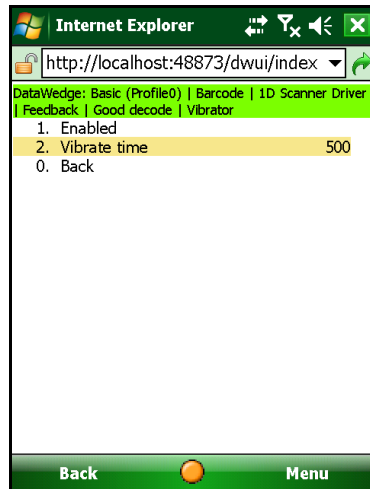 Internet Explorer
http://localhost:48873/dwui/index
DataWedge: Basic (Profile0) | Barcode | 1D Scanner Driver
| Feedback | Good decode | Vibrator
1. Enabled
2. Vibrate time 500
0. Back
Back Menu